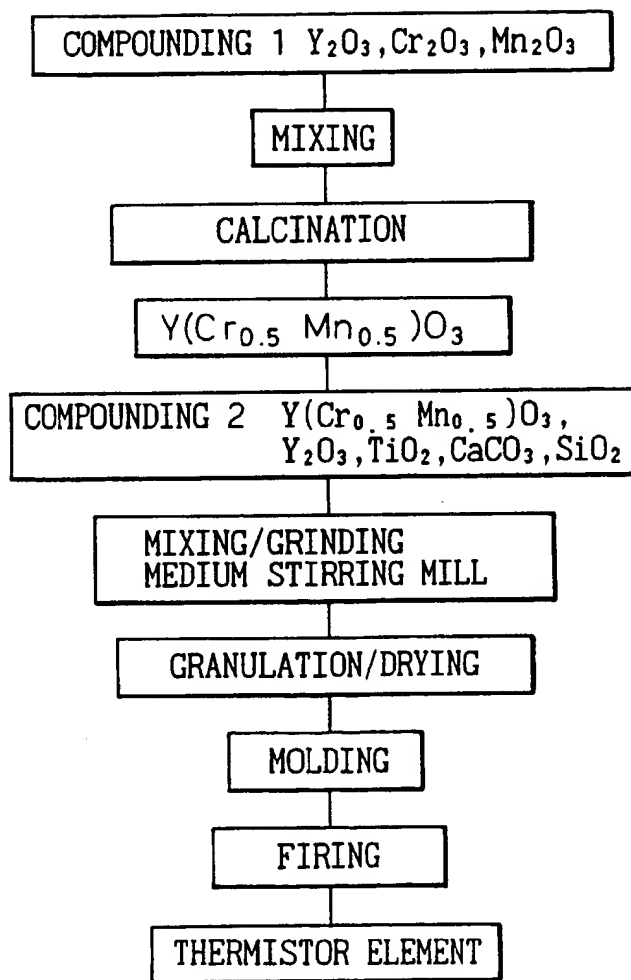 COMPOUNDING 1 Y₂O₃,Cr₂O₃,Mn₂O₃
MIXING
CALCINATION
Y(Cr₀.₅ Mn₀.₅)O₃
COMPOUNDING 2 Y(Cr₀.₅ Mn₀.₅)O₃,
Y₂O₃,TiO₂,CaCO₃,SiO₂
MIXING/GRINDING
MEDIUM STIRRING MILL
GRANULATION/DRYING
MOLDING
FIRING
THERMISTOR ELEMENT